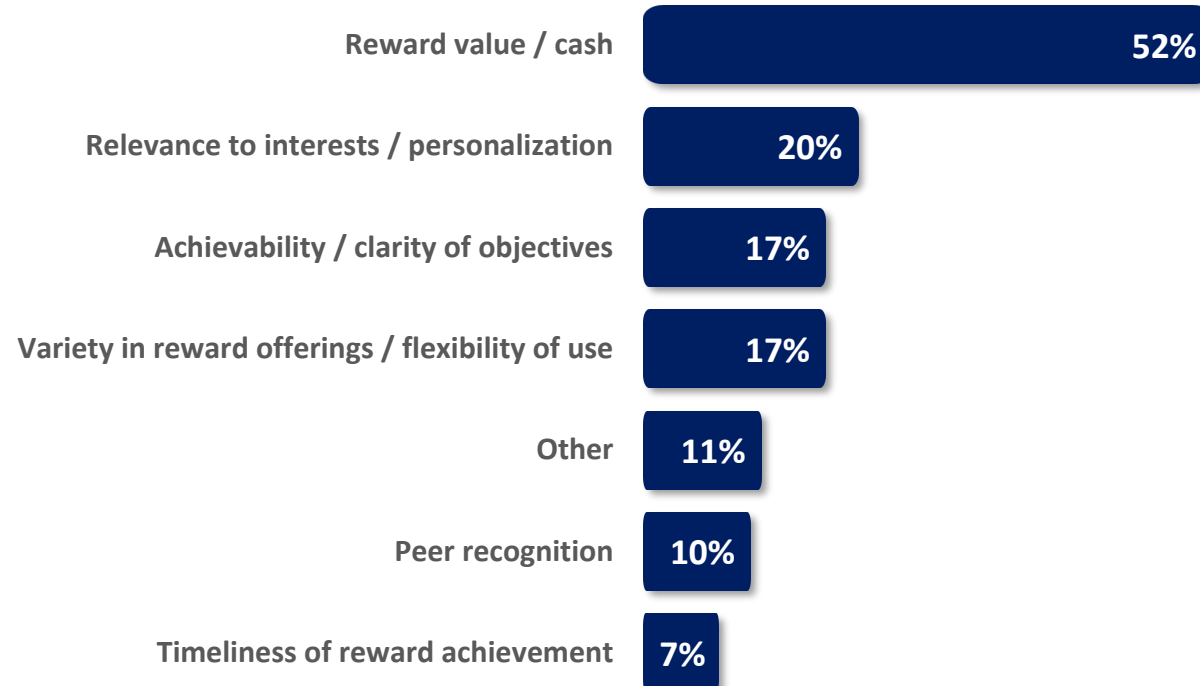 Reward value / cash 52%
Relevance to interests / personalization 20%
Achievability / clarity of objectives 17%
Variety in reward offerings / flexibility of use 17%
Other 11%
Peer recognition 10%
Timeliness of reward achievement 7%